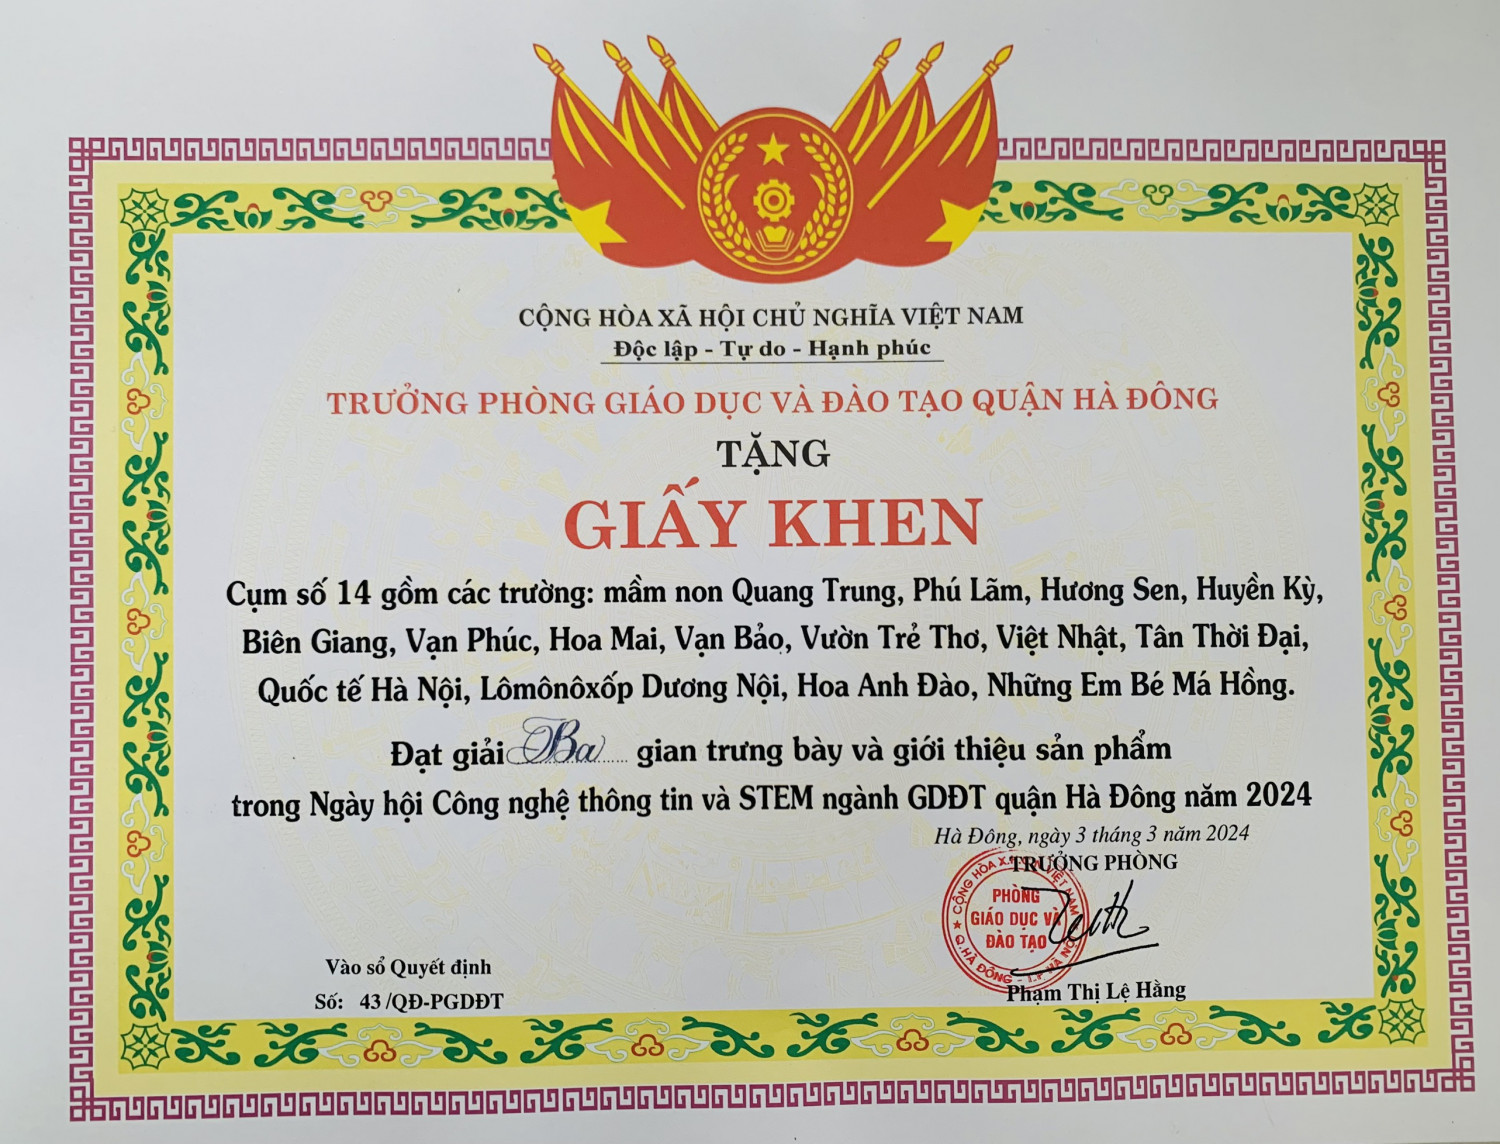 CỘNG HÒA XÃ HỘI CHỦ NGHĨA VIỆT NAM
Độc lập - Tự do - Hạnh phúc
TRƯỞNG PHÒNG GIÁO DỤC VÀ ĐÀO TẠO QUẬN HÀ ĐÔNG
TẶNG
GIẤY KHEN
Cụm số 14 gồm các trường: mầm non Quang Trung, Phú Lãm, Hương Sen, Huyền Kỳ,
Biên Giang, Vạn Phúc, Hoa Mai, Vạn Bảo, Vườn Trẻ Thơ, Việt Nhật, Tân Thời Đại,
Quốc tế Hà Nội, Lômônôxốp Dương Nội, Hoa Anh Đào, Những Em Bé Má Hồng.
Đạt giải Ba gian trưng bày và giới thiệu sản phẩm
trong Ngày hội Công nghệ thông tin và STEM ngành GDĐT quận Hà Đông năm 2024
Hà Đông, ngày 3 tháng 3 năm 2024
TRƯỞNG PHÒNG
PHÒNG
GIÁO DỤC VÀ
ĐÀO TẠO
Q.HÀ ĐÔNG - T.P HÀ NỘI
Phạm Thị Lệ Hằng
Vào sổ Quyết định
Số: 43 /QĐ-PGDĐT